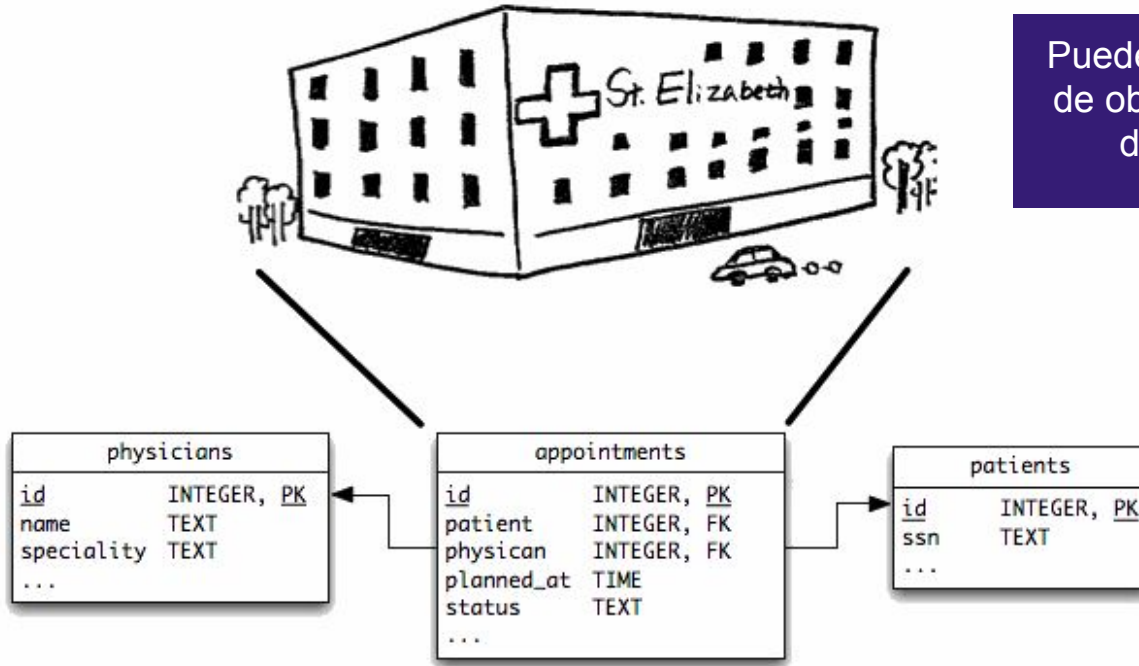 Puede
de ob
d
St. Elizabeth
physicians
id INTEGER, PK
name TEXT
speciality TEXT
...
appointments
id INTEGER, PK
patient INTEGER, FK
physican INTEGER, FK
planned_at TIME
status TEXT
...
patients
id INTEGER, PK
ssn TEXT
...